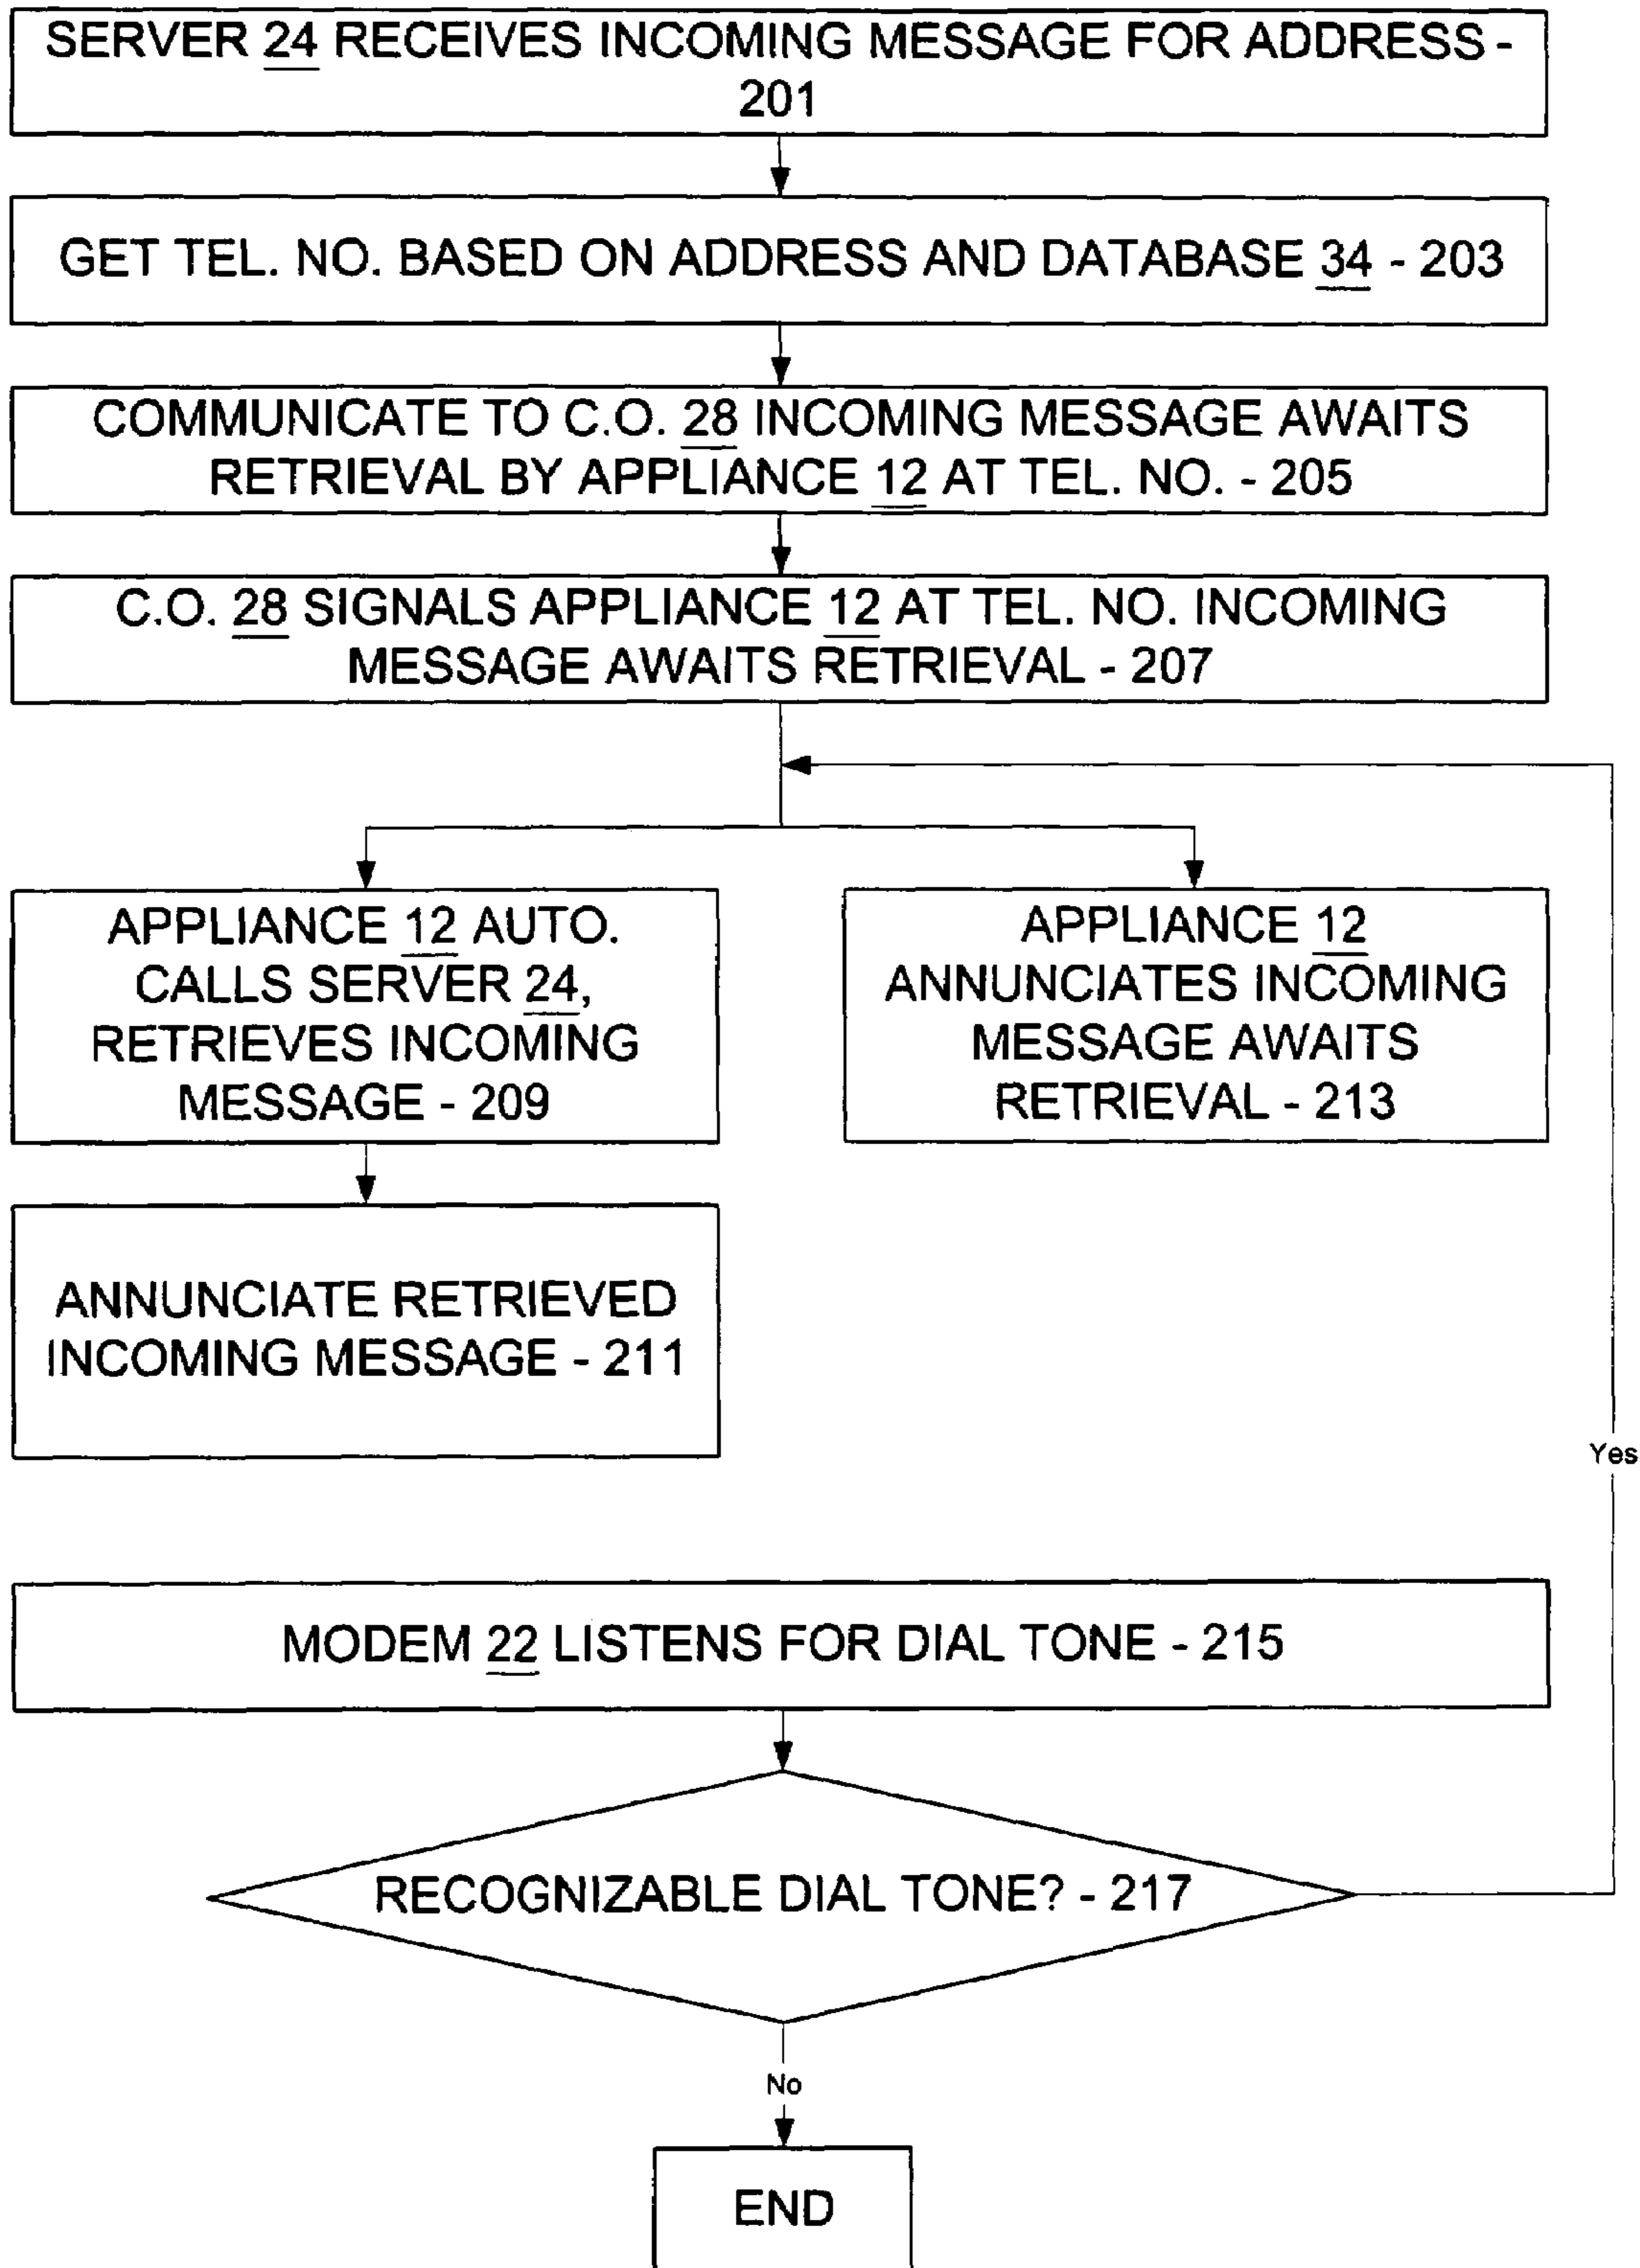 SERVER 24 RECEIVES INCOMING MESSAGE FOR ADDRESS -
201
GET TEL. NO. BASED ON ADDRESS AND DATABASE 34 - 203
COMMUNICATE TO C.O. 28 INCOMING MESSAGE AWAITS
RETRIEVAL BY APPLIANCE 12 AT TEL. NO. - 205
C.O. 28 SIGNALS APPLIANCE 12 AT TEL. NO. INCOMING
MESSAGE AWAITS RETRIEVAL - 207
APPLIANCE 12 AUTO.
CALLS SERVER 24,
RETRIEVES INCOMING
MESSAGE - 209
APPLIANCE 12
ANNUNCIATES INCOMING
MESSAGE AWAITS
RETRIEVAL - 213
ANNUNCIATE RETRIEVED
INCOMING MESSAGE - 211
Yes
MODEM 22 LISTENS FOR DIAL TONE - 215
RECOGNIZABLE DIAL TONE? - 217
No
END